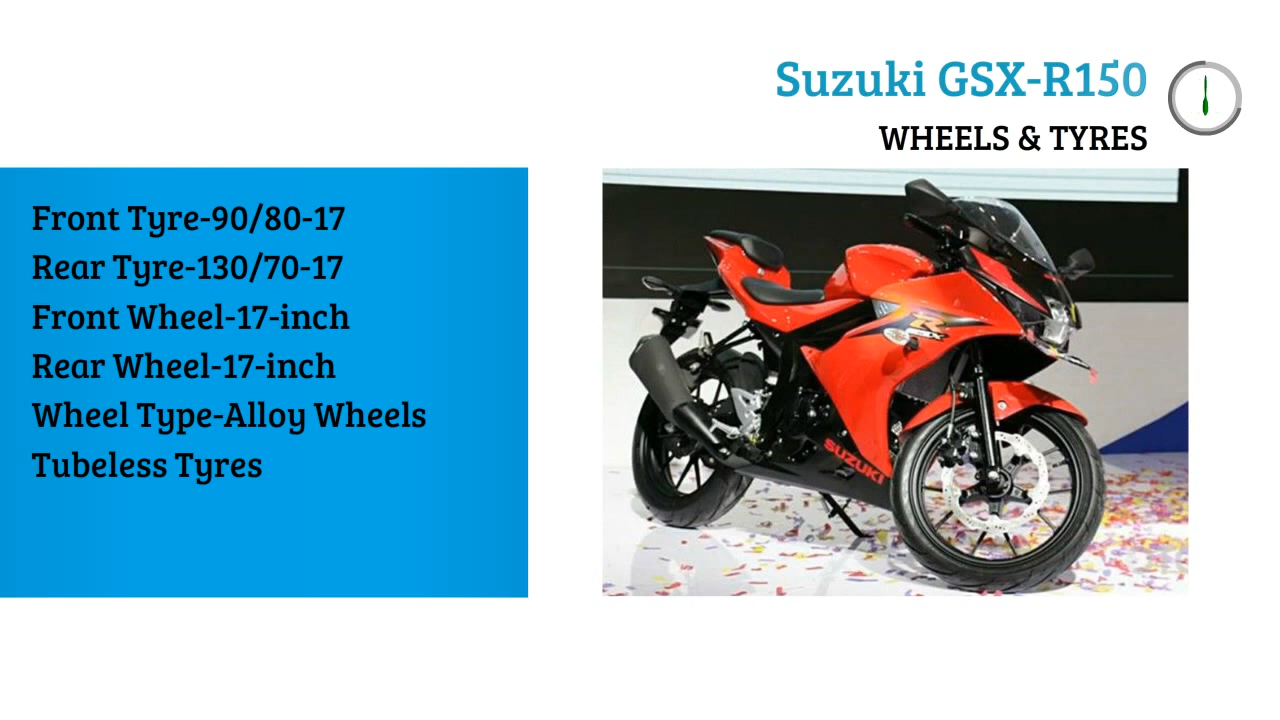 Suzuki GSX-R150
WHEELS & TYRES
Front Tyre-90/80-17
Rear Tyre-130/70-17
Front Wheel-17-inch
Rear Wheel-17-inch
Wheel Type-Alloy Wheels
Tubeless Tyres
R
GSX
SUZUKI